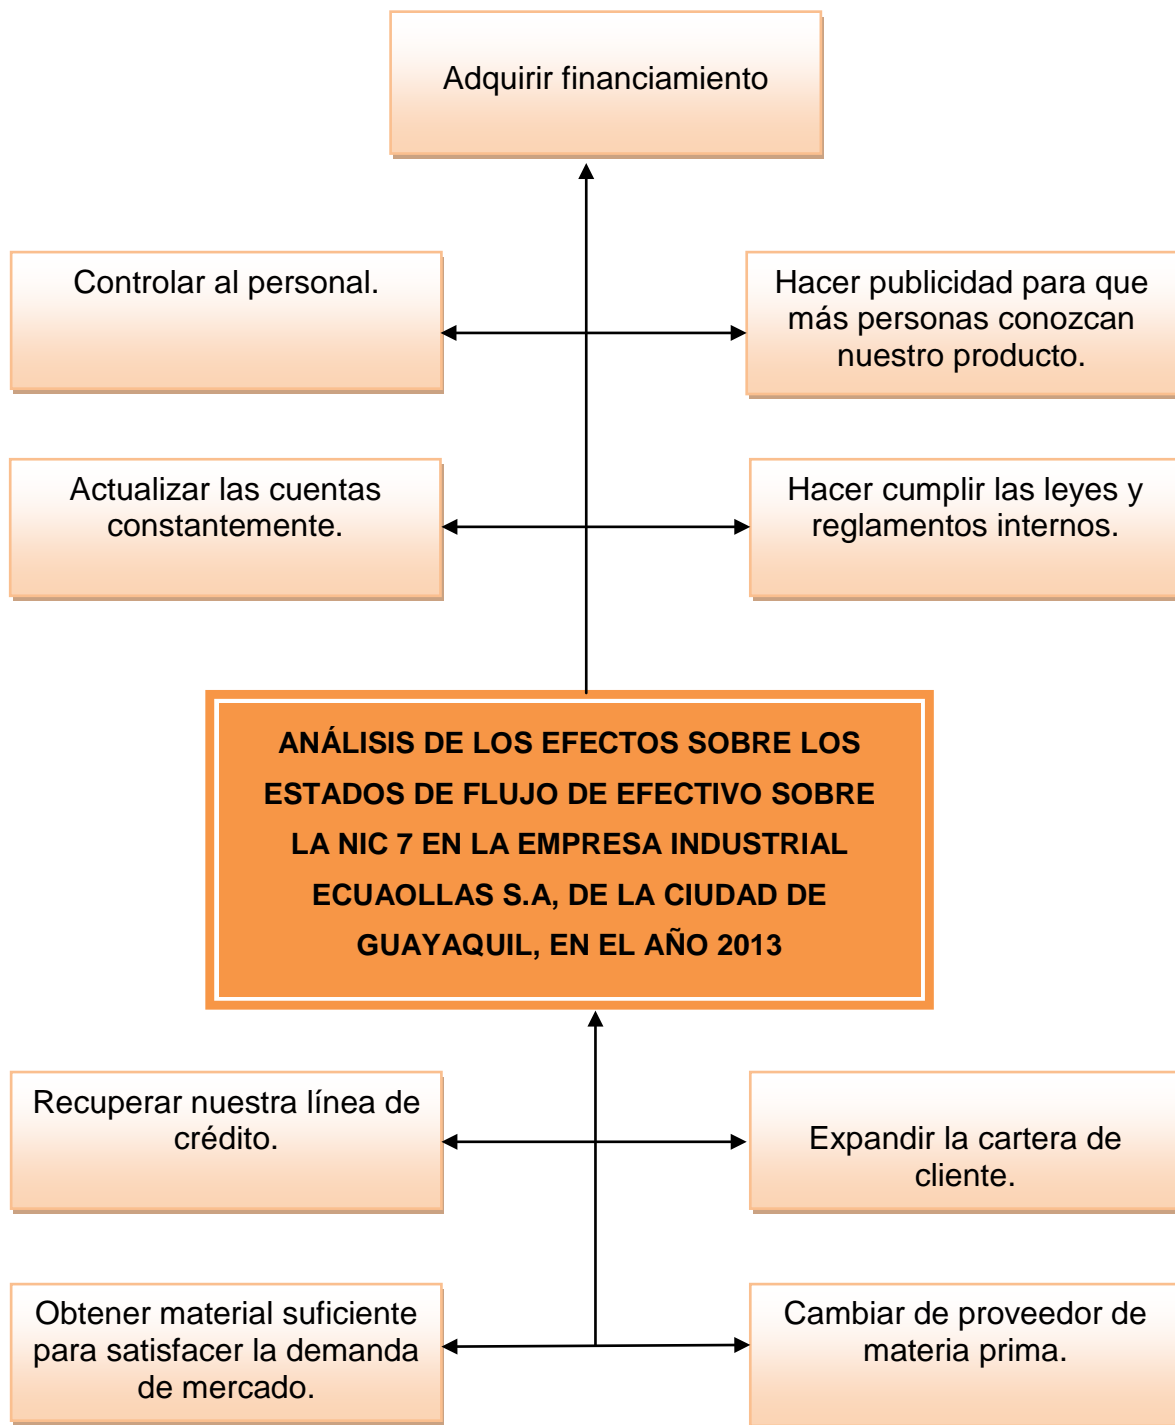 Adquirir financiamiento
Controlar al personal.
Hacer publicidad para que
más personas conozcan
nuestro producto.
Actualizar las cuentas
constantemente.
Hacer cumplir las leyes y
reglamentos internos.
ANÁLISIS DE LOS EFECTOS SOBRE LOS
ESTADOS DE FLUJO DE EFECTIVO SOBRE
LA NIC 7 EN LA EMPRESA INDUSTRIAL
ECUAOLLAS S.A, DE LA CIUDAD DE
GUAYAQUIL, EN EL AÑO 2013
Recuperar nuestra línea de
crédito.
Expandir la cartera de
cliente.
Obtener material suficiente
para satisfacer la demanda
de mercado.
Cambiar de proveedor de
materia prima.